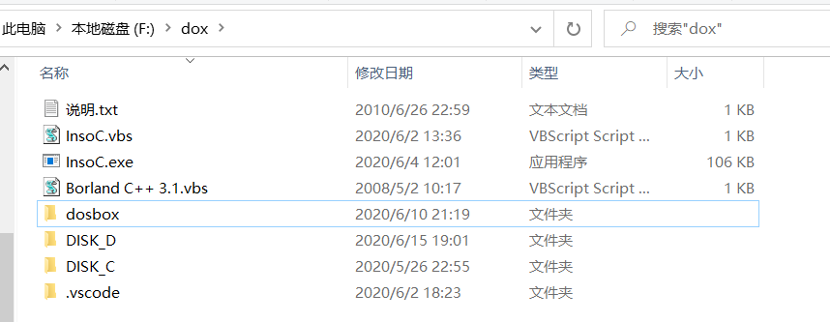 此电脑 > 本地磁盘 (F:) > dox >
搜索"dox"
名称 修改日期 类型 大小
说明.txt 2010/6/26 22:59 文本文档 1 KB
InsoC.vbs 2020/6/2 13:36 VBScript Script ... 1 KB
InsoC.exe 2020/6/4 12:01 应用程序 106 KB
Borland C++ 3.1.vbs 2008/5/2 10:17 VBScript Script ... 1 KB
dosbox 2020/6/10 21:19 文件夹
DISK_D 2020/6/15 19:01 文件夹
DISK_C 2020/5/26 22:55 文件夹
.vscode 2020/6/2 18:23 文件夹